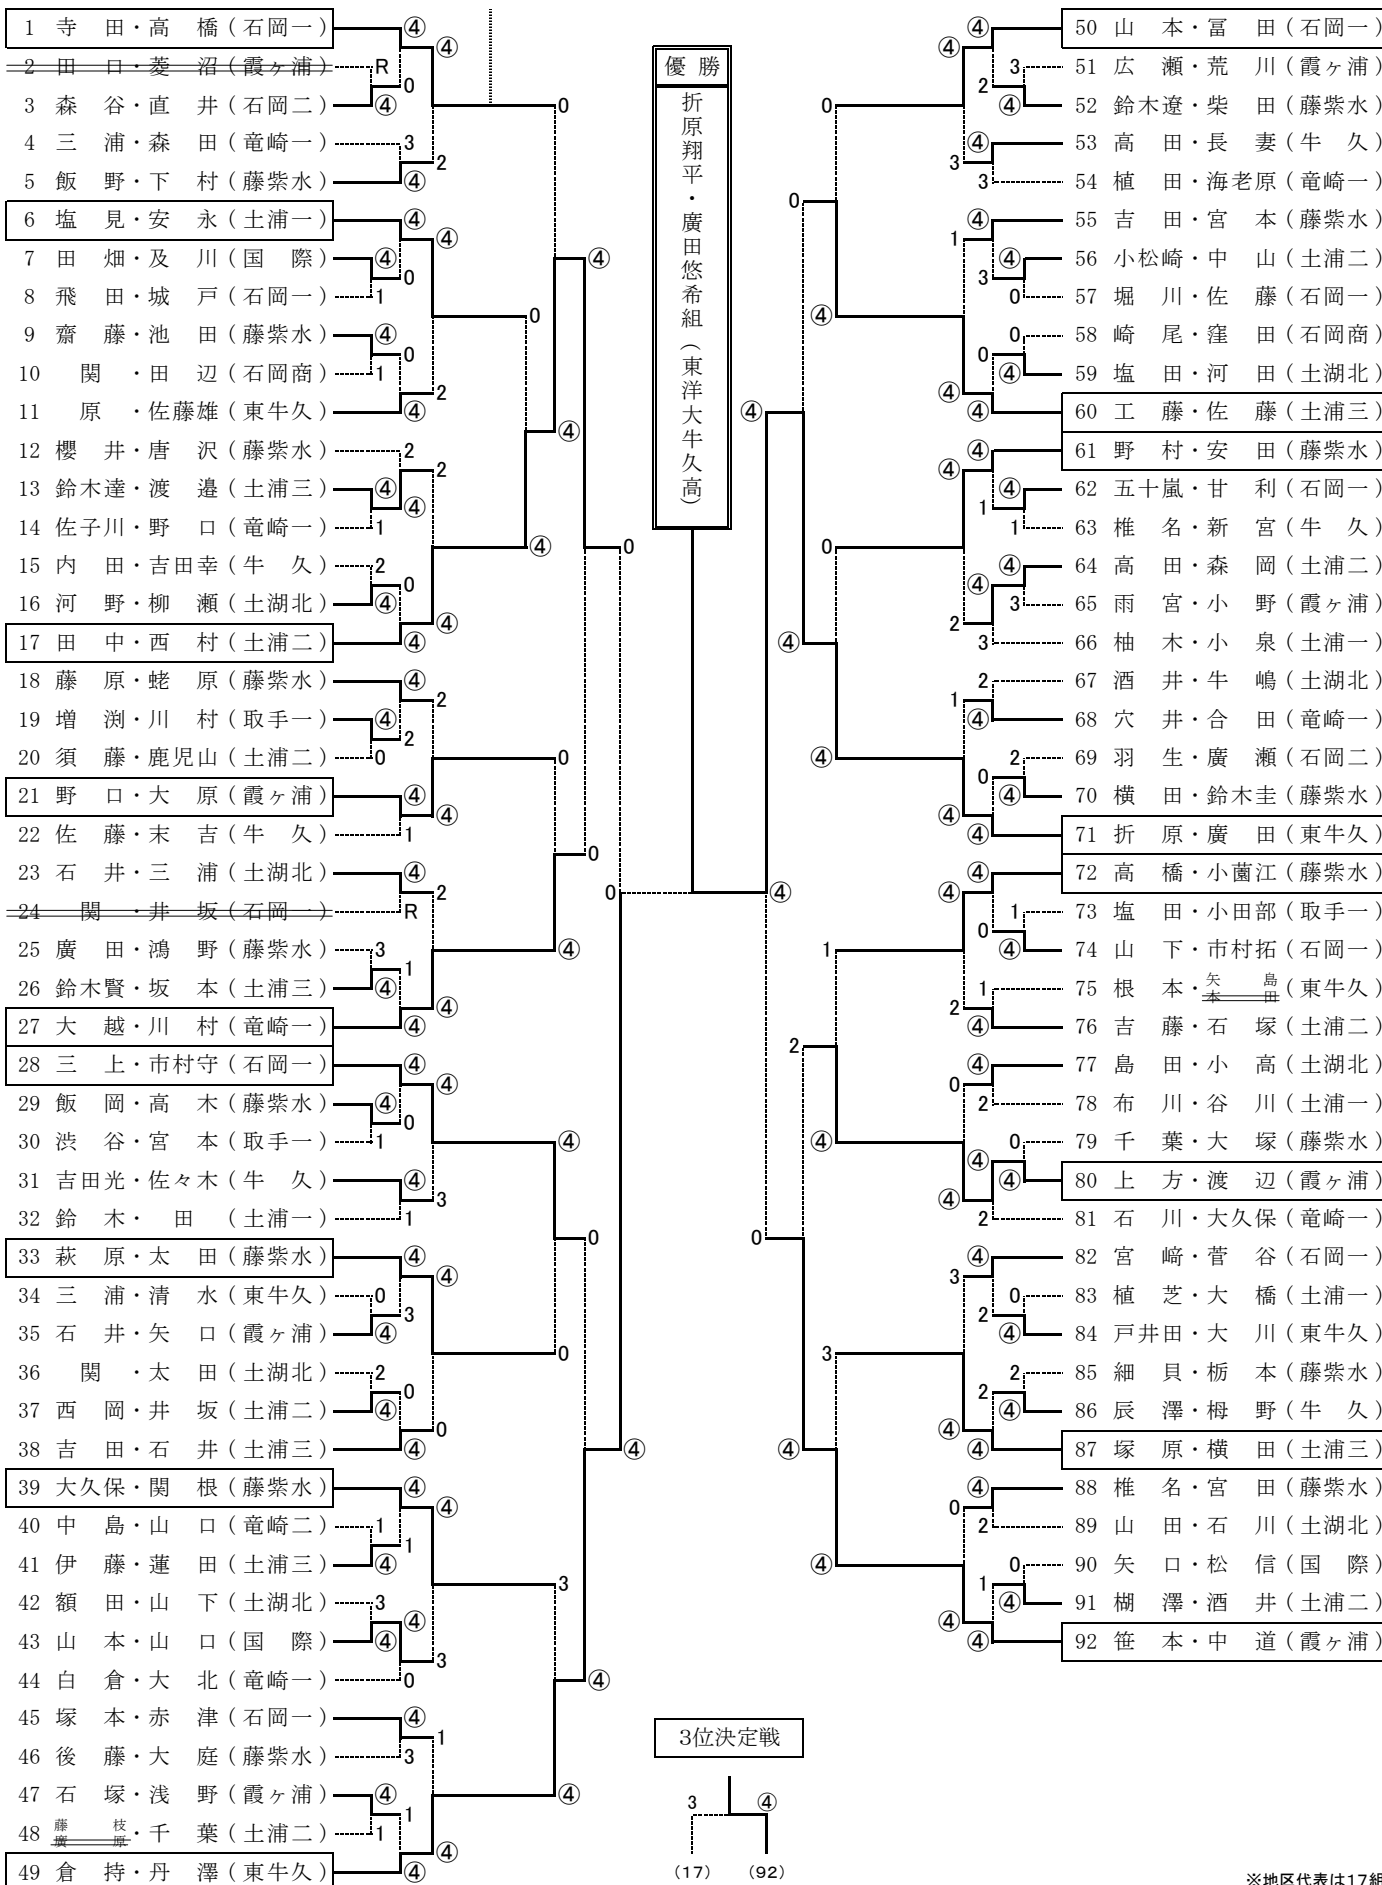 1 寺　田・高　橋（石岡一）
2 田　口・菱　沼（霞ヶ浦）
3 森　谷・直　井（石岡二）
4 三　浦・森　田（竜崎一）
5 飯　野・下　村（藤紫水）
6 塩　見・安　永（土浦一）
7 田　畑・及　川（国　際）
8 飛　田・城　戸（石岡一）
9 齋　藤・池　田（藤紫水）
10 関　・田　辺（石岡商）
11 原　・佐藤雄（東牛久）
12 櫻　井・唐　沢（藤紫水）
13 鈴木達・渡　邉（土浦三）
14 佐子川・野　口（竜崎一）
15 内　田・吉田幸（牛　久）
16 河　野・柳　瀬（土湖北）
17 田　中・西　村（土浦二）
18 藤　原・蛯　原（藤紫水）
19 増　渕・川　村（取手一）
20 須　藤・鹿児山（土浦二）
21 野　口・大　原（霞ヶ浦）
22 佐　藤・末　吉（牛　久）
23 石　井・三　浦（土湖北）
24 関　・井　坂（石岡一）
25 廣　田・鴻　野（藤紫水）
26 鈴木賢・坂　本（土浦三）
27 大　越・川　村（竜崎一）
28 三　上・市村守（石岡一）
29 飯　岡・高　木（藤紫水）
30 渋　谷・宮　本（取手一）
31 吉田光・佐々木（牛　久）
32 鈴　木・　田　（土浦一）
33 萩　原・太　田（藤紫水）
34 三　浦・清　水（東牛久）
35 石　井・矢　口（霞ヶ浦）
36 関　・太　田（土湖北）
37 西　岡・井　坂（土浦二）
38 吉　田・石　井（土浦三）
39 大久保・関　根（藤紫水）
40 中　島・山　口（竜崎二）
41 伊　藤・蓮　田（土浦三）
42 額　田・山　下（土湖北）
43 山　本・山　口（国　際）
44 白　倉・大　北（竜崎一）
45 塚　本・赤　津（石岡一）
46 後　藤・大　庭（藤紫水）
47 石　塚・浅　野（霞ヶ浦）
48 藤　枝 廣　原・千　葉（土浦二）
49 倉　持・丹　澤（東牛久）
優 勝
折原翔平・廣田悠希組（東洋大牛久高）
50 山　本・冨　田（石岡一）
51 広　瀬・荒　川（霞ヶ浦）
52 鈴木遼・柴　田（藤紫水）
53 高　田・長　妻（牛　久）
54 植　田・海老原（竜崎一）
55 吉　田・宮　本（藤紫水）
56 小松崎・中　山（土浦二）
57 堀　川・佐　藤（石岡一）
58 崎　尾・窪　田（石岡商）
59 塩　田・河　田（土湖北）
60 工　藤・佐　藤（土浦三）
61 野　村・安　田（藤紫水）
62 五十嵐・甘　利（石岡一）
63 椎　名・新　宮（牛　久）
64 高　田・森　岡（土浦二）
65 雨　宮・小　野（霞ヶ浦）
66 柚　木・小　泉（土浦一）
67 酒　井・牛　嶋（土湖北）
68 穴　井・合　田（竜崎一）
69 羽　生・廣　瀬（石岡二）
70 横　田・鈴木圭（藤紫水）
71 折　原・廣　田（東牛久）
72 高　橋・小薗江（藤紫水）
73 塩　田・小田部（取手一）
74 山　下・市村拓（石岡一）
75 根　本・矢　島 本　田（東牛久）
76 吉　藤・石　塚（土浦二）
77 島　田・小　高（土湖北）
78 布　川・谷　川（土浦一）
79 千　葉・大　塚（藤紫水）
80 上　方・渡　辺（霞ヶ浦）
81 石　川・大久保（竜崎一）
82 宮　﨑・菅　谷（石岡一）
83 植　芝・大　橋（土浦一）
84 戸井田・大　川（東牛久）
85 細　貝・栃　本（藤紫水）
86 辰　澤・栂　野（牛　久）
87 塚　原・横　田（土浦三）
88 椎　名・宮　田（藤紫水）
89 山　田・石　川（土湖北）
90 矢　口・松　信（国　際）
91 楜　澤・酒　井（土浦二）
92 笹　本・中　道（霞ヶ浦）
3位決定戦
3　④
（17）　（92）
※地区代表は17組